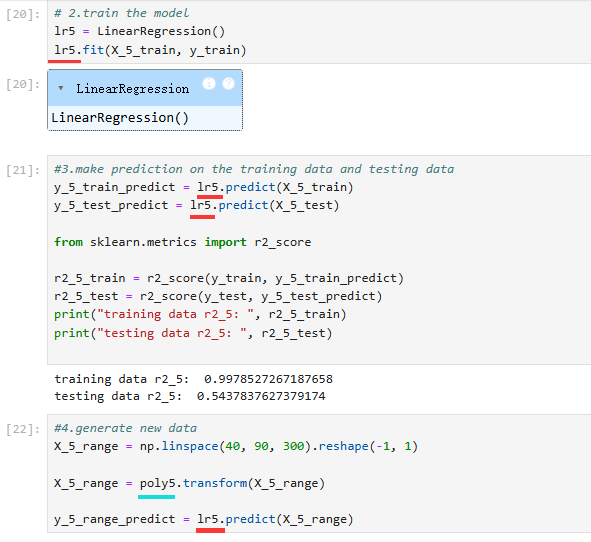 [20]:
# 2.train the model
lr5 = LinearRegression()
lr5.fit(X_5_train, y_train)
[20]:
▾ LinearRegression i ?
LinearRegression()
[21]:
#3.make prediction on the training data and testing data
y_5_train_predict = lr5.predict(X_5_train)
y_5_test_predict = lr5.predict(X_5_test)
from sklearn.metrics import r2_score
r2_5_train = r2_score(y_train, y_5_train_predict)
r2_5_test = r2_score(y_test, y_5_test_predict)
print("training data r2_5: ", r2_5_train)
print("testing data r2_5: ", r2_5_test)
training data r2_5:  0.9978527267187658
testing data r2_5:  0.5437837627379174
[22]:
#4.generate new data
X_5_range = np.linspace(40, 90, 300).reshape(-1, 1)
X_5_range = poly5.transform(X_5_range)
y_5_range_predict = lr5.predict(X_5_range)